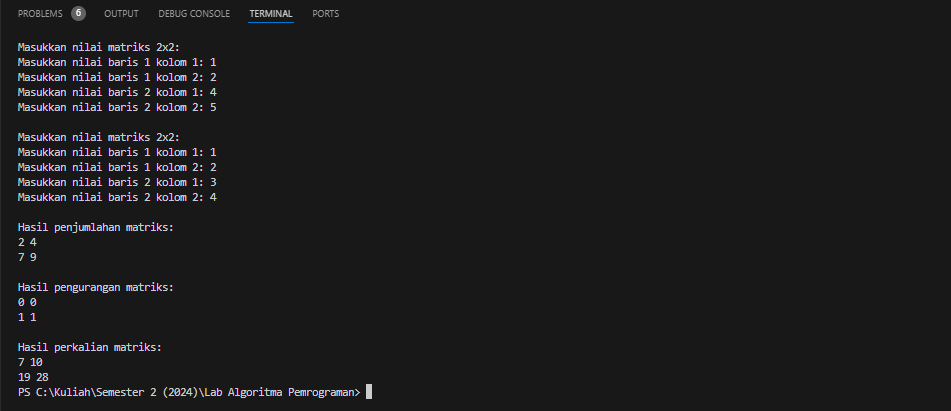 PROBLEMS 6 OUTPUT DEBUG CONSOLE TERMINAL PORTS
Masukkan nilai matriks 2x2:
Masukkan nilai baris 1 kolom 1: 1
Masukkan nilai baris 1 kolom 2: 2
Masukkan nilai baris 2 kolom 1: 4
Masukkan nilai baris 2 kolom 2: 5
Masukkan nilai matriks 2x2:
Masukkan nilai baris 1 kolom 1: 1
Masukkan nilai baris 1 kolom 2: 2
Masukkan nilai baris 2 kolom 1: 3
Masukkan nilai baris 2 kolom 2: 4
Hasil penjumlahan matriks:
2 4
7 9
Hasil pengurangan matriks:
0 0
1 1
Hasil perkalian matriks:
7 10
19 28
PS C:\Kuliah\Semester 2 (2024)\Lab Algoritma Pemrograman>